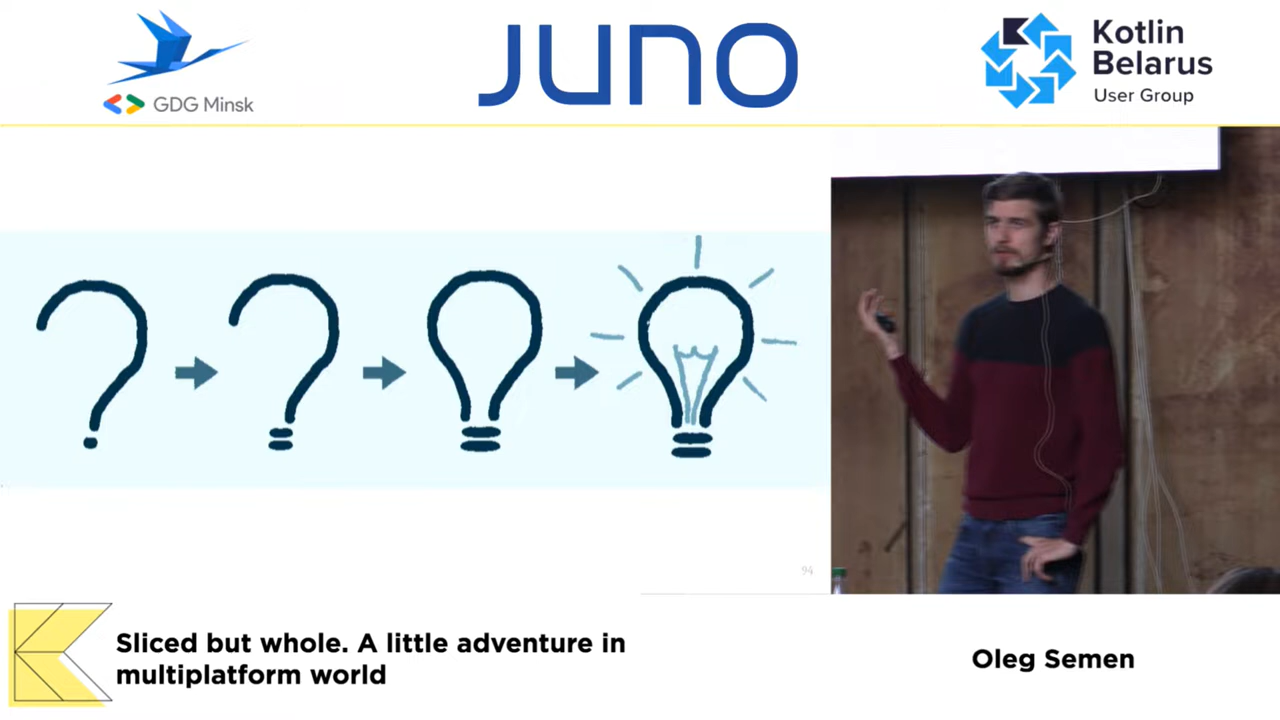 GDG Minsk
JUNO
Kotlin
Belarus
User Group
94
Sliced but whole. A little adventure in
multiplatform world
Oleg Semen